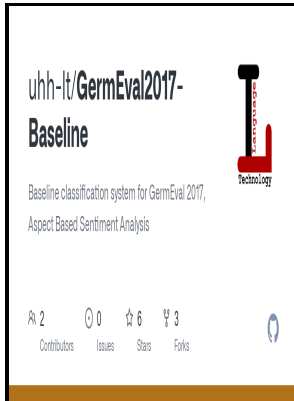 uhh-lt/GermEval2017-
Baseline
Language
Technology
Baseline classification system for GermEval 2017,
Aspect Based Sentiment Analysis
2
Contributors
0
Issues
6
Stars
3
Forks